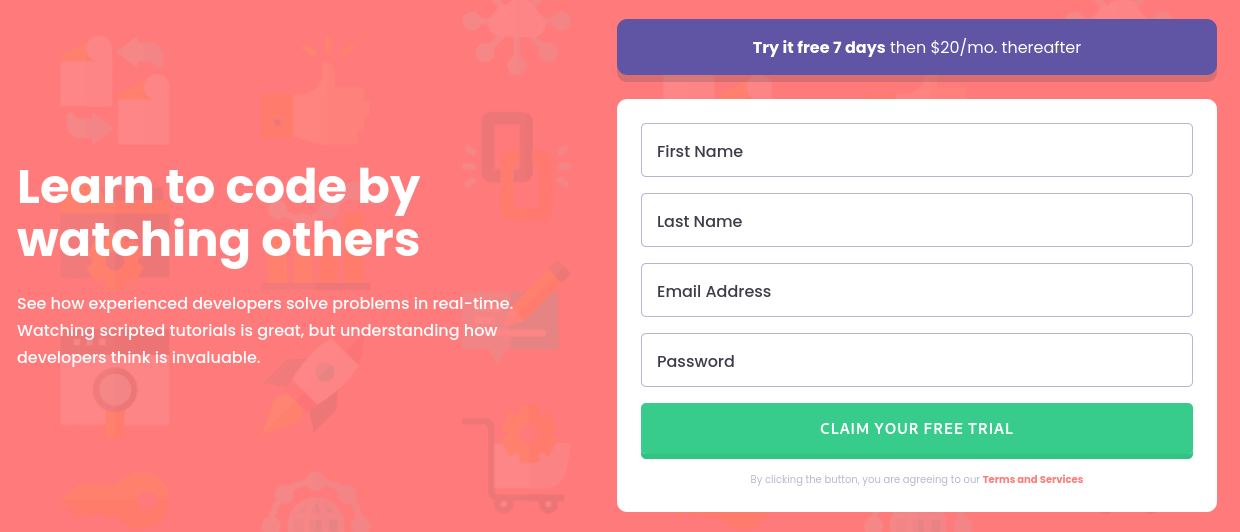 Learn to code by
watching others
See how experienced developers solve problems in real-time.
Watching scripted tutorials is great, but understanding how
developers think is invaluable.
Try it free 7 days then $20/mo. thereafter
First Name
Last Name
Email Address
Password
CLAIM YOUR FREE TRIAL
By clicking the button, you are agreeing to our Terms and Services